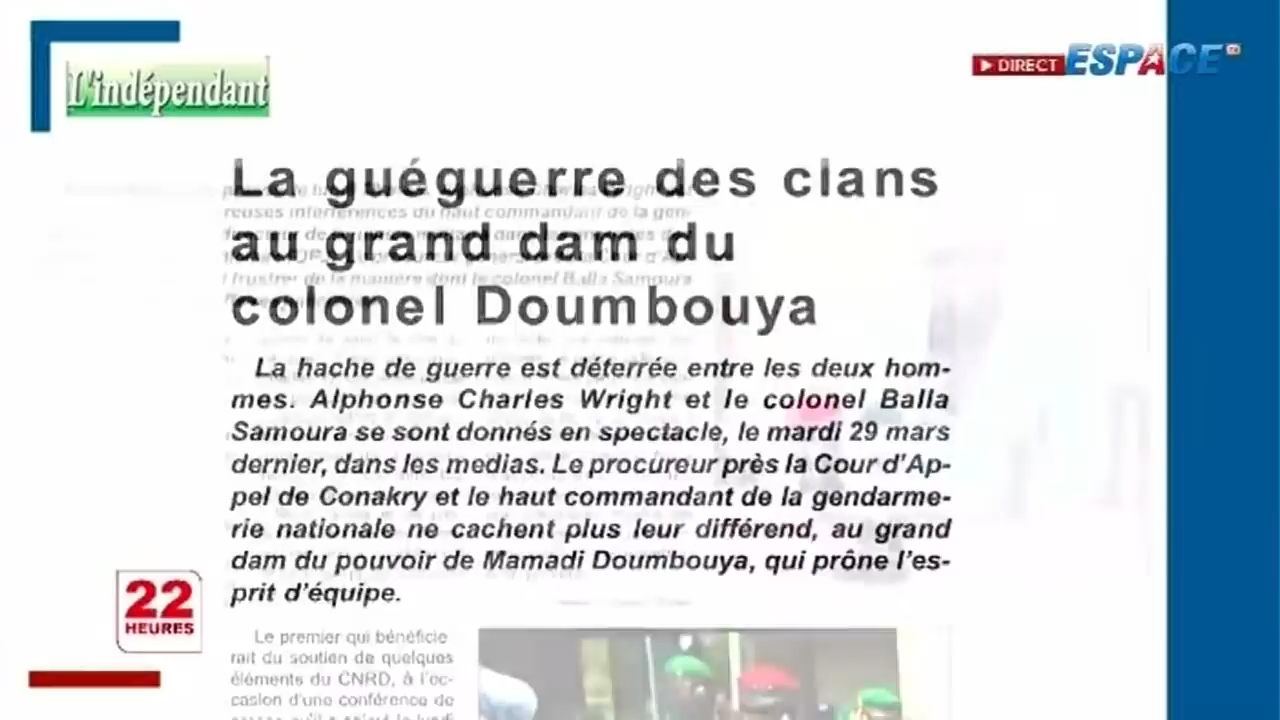 L'indépendant
DIRECT ESPACE TV
La guéguerre des clans
au grand dam du
colonel Doumbouya
La hache de guerre est déterrée entre les deux hom-
mes. Alphonse Charles Wright et le colonel Balla
Samoura se sont donnés en spectacle, le mardi 29 mars
dernier, dans les medias. Le procureur près la Cour d'Ap-
pel de Conakry et le haut commandant de la gendarme-
rie nationale ne cachent plus leur différend, au grand
dam du pouvoir de Mamadi Doumbouya, qui prône l'es-
prit d'équipe.
22
HEURES
Le premier qui bénéficie
rait du soutien de quelques
éléments du CNRD, à l'oc-
casion d'une conférence de